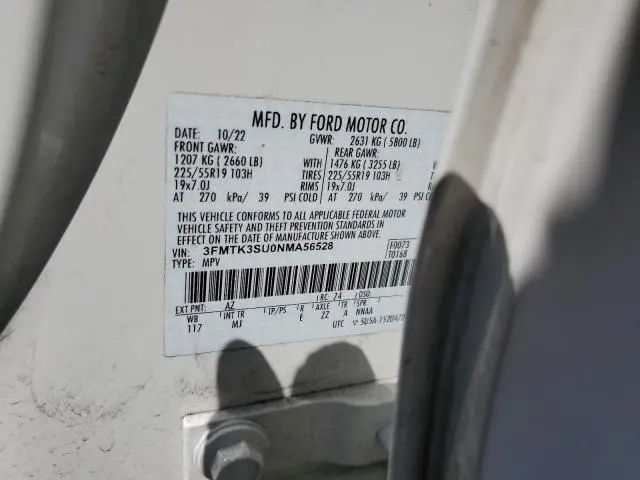 MFD. BY FORD MOTOR CO.
DATE: 10/22 GVWR: 2631 KG ( 5800 LB)
FRONT GAWR: REAR GAWR:
1207 KG ( 2660 LB) WITH 1476 KG ( 3255 LB) W
225/55R19 103H TIRES 225/55R19 103H
19x7.0J RIMS 19x7.0J
AT 270 kPa/ 39 PSI COLD AT 270 kPa/ 39 PSI
THIS VEHICLE CONFORMS TO ALL APPLICABLE FEDERAL MOTOR
VEHICLE SAFETY AND THEFT PREVENTION STANDARDS IN
EFFECT ON THE DATE OF MANUFACTURE SHOWN ABOVE.
VIN: 3FMTK3SU0NMA56528 F0073
TYPE: MPV T0168
RC: 74 DSO:
EXT PNT: AZ
WB INT TR TP/PS R AXLE TR SPR
117 MJ E ZZ A NNAA
UTC